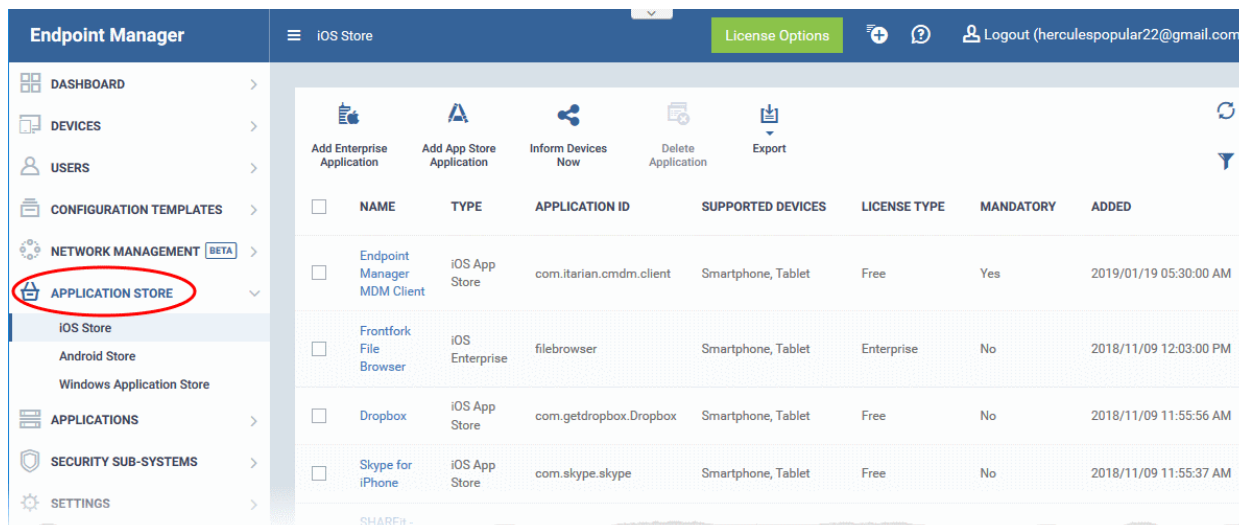 Endpoint Manager
iOS Store
License Options
Logout (herculespopular22@gmail.com
DASHBOARD
DEVICES
USERS
CONFIGURATION TEMPLATES
NETWORK MANAGEMENT BETA
APPLICATION STORE
iOS Store
Android Store
Windows Application Store
APPLICATIONS
SECURITY SUB-SYSTEMS
SETTINGS
Add Enterprise
Application
Add App Store
Application
Inform Devices
Now
Delete
Application
Export
NAME TYPE APPLICATION ID SUPPORTED DEVICES LICENSE TYPE MANDATORY ADDED
Endpoint
Manager
MDM Client
iOS App
Store
com.itarian.cmdm.client
Smartphone, Tablet
Free
Yes
2019/01/19 05:30:00 AM
Frontfork
File
Browser
iOS
Enterprise
filebrowser
Smartphone, Tablet
Enterprise
No
2018/11/09 12:03:00 PM
Dropbox
iOS App
Store
com.getdropbox.Dropbox
Smartphone, Tablet
Free
No
2018/11/09 11:55:56 AM
Skype for
iPhone
iOS App
Store
com.skype.skype
Smartphone, Tablet
Free
No
2018/11/09 11:55:37 AM
SHAREit -